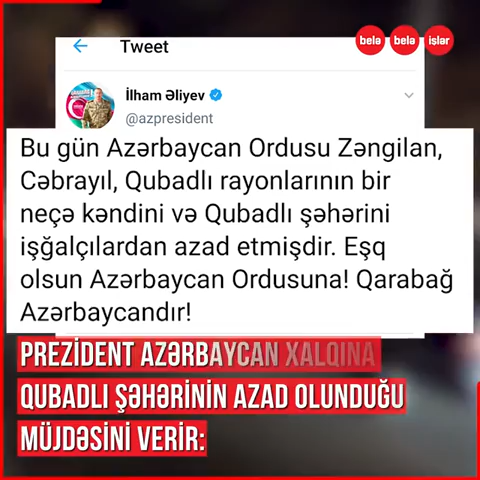 Tweet
belə belə işlər
İlham Əliyev
@azpresident
Bu gün Azərbaycan Ordusu Zəngilan,
Cəbrayıl, Qubadlı rayonlarının bir
neçə kəndini və Qubadlı şəhərini
işğalçılardan azad etmişdir. Eşq
olsun Azərbaycan Ordusuna! Qarabağ
Azərbaycandır!
PREZİDENT AZƏRBAYCAN XALQINA
QUBADLI ŞƏHƏRİNİN AZAD OLUNDUĞU
MÜJDƏSİNİ VERİR: